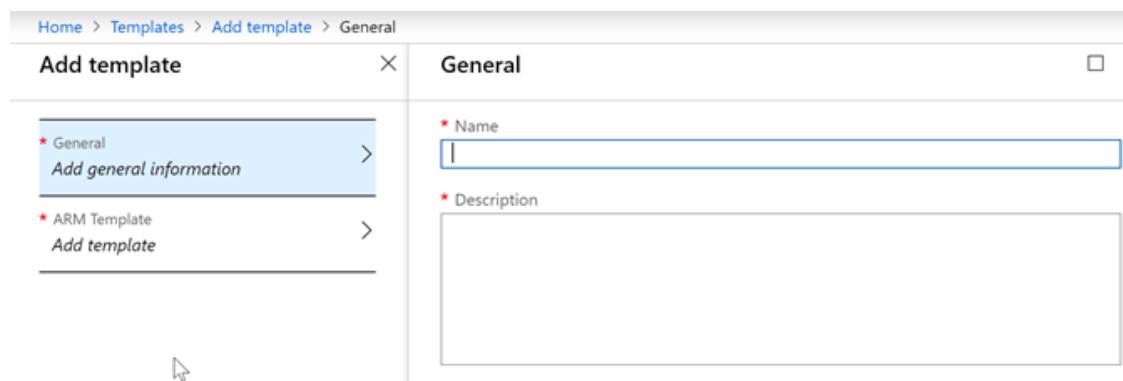 Home > Templates > Add template > General
Add template
General
* General
Add general information
* ARM Template
Add template
* Name
* Description